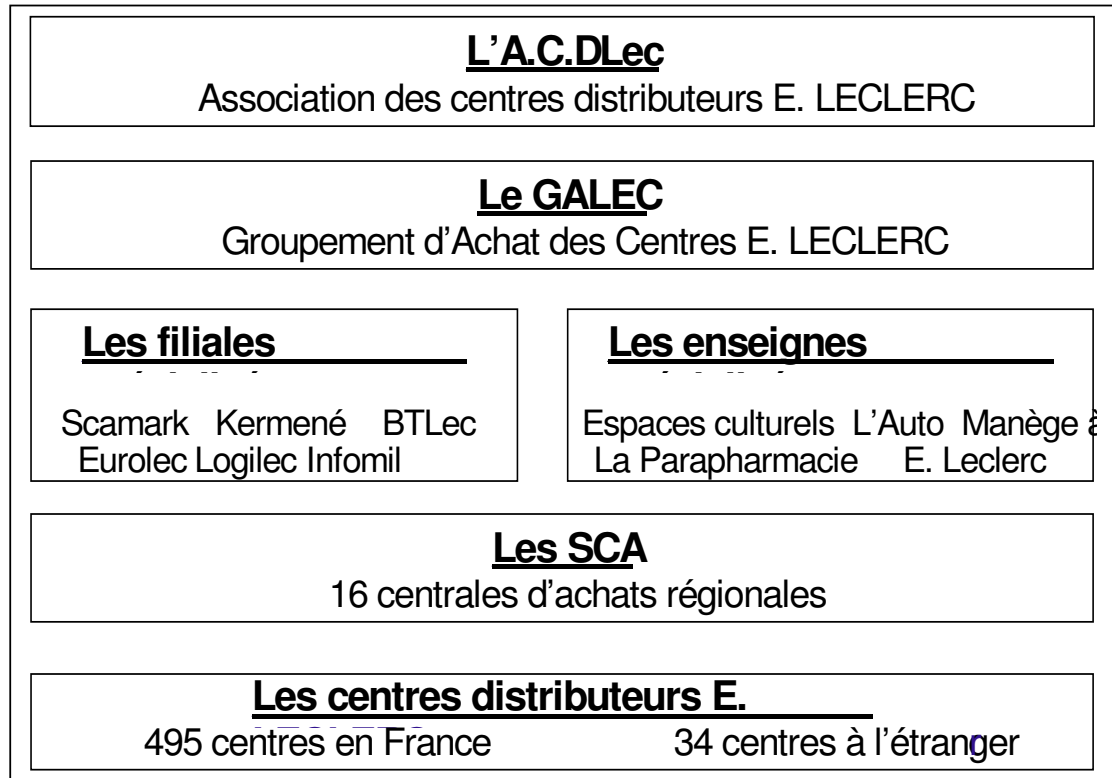 L'A.C.DLec
Association des centres distributeurs E. LECLERC
Le GALEC
Groupement d'Achat des Centres E. LECLERC
Les filiales
Scamark Kermené BTLec
Eurolec Logilec Infomil
Les enseignes
Espaces culturels L'Auto Manège à
La Parapharmacie E. Leclerc
Les SCA
16 centrales d'achats régionales
Les centres distributeurs E.
495 centres en France 34 centres à l'étranger